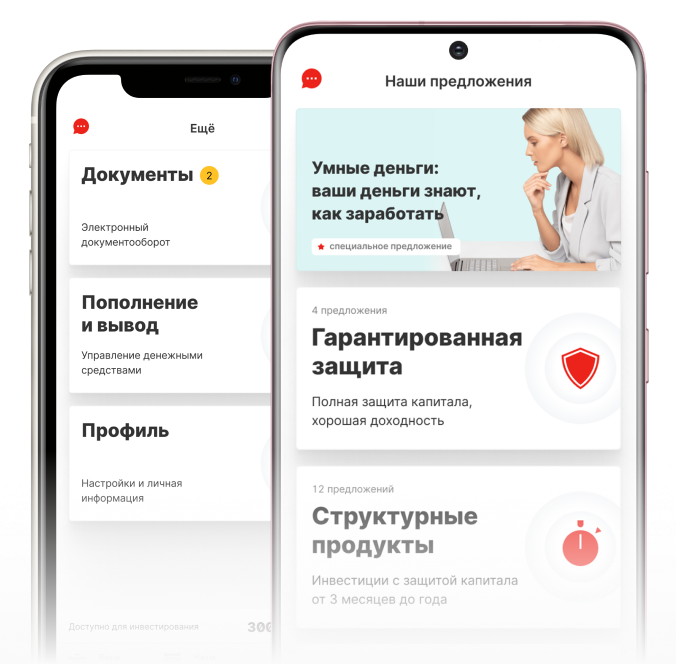 Ещё
Документы 2
Электронный
документооборот
Пополнение
и вывод
Управление денежными
средствами
Профиль
Настройки и личная
информация
Доступно для инвестирования
Наши предложения
Умные деньги:
ваши деньги знают,
как заработать
специальное предложение
4 предложения
Гарантированная
защита
Полная защита капитала,
хорошая доходность
12 предложений
Структурные
продукты
Инвестиции с защитой капитала
от 3 месяцев до года